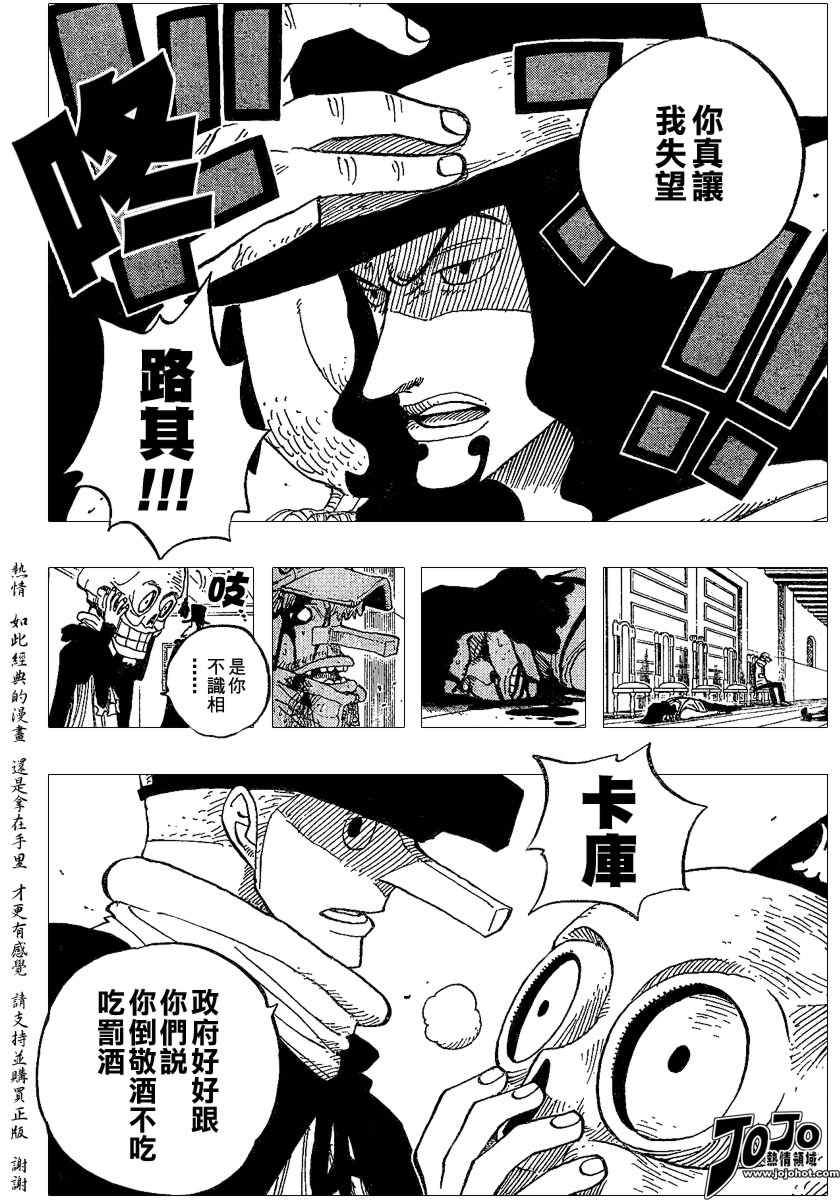 你真讓
我失望
咚
路其!!!
吱
是你
不識相
……
卡庫
政府好好跟
你們說
你倒敬酒不吃
吃罰酒
熱情 如此經典的漫畫 還是拿在手里 才更有感覺 請支持並購買正版 謝謝
JOJO
熱情領域
www.jojohot.com